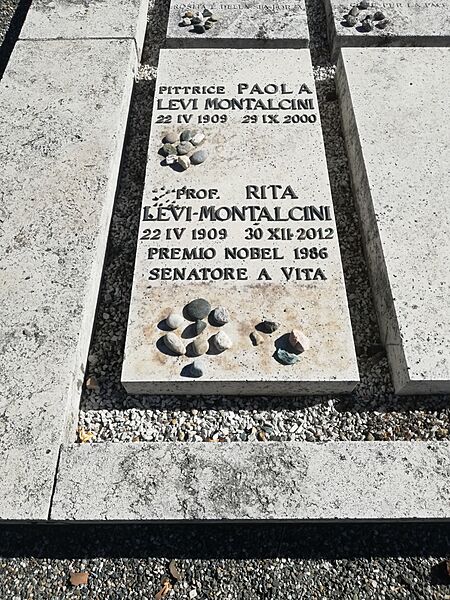 PITTRICE PAOLA
LEVI MONTALCINI
22 IV 1909 29 IX 2000
PROF. RITA
LEVI-MONTALCINI
22 IV 1909 30 XII 2012
PREMIO NOBEL 1986
SENATORE A VITA